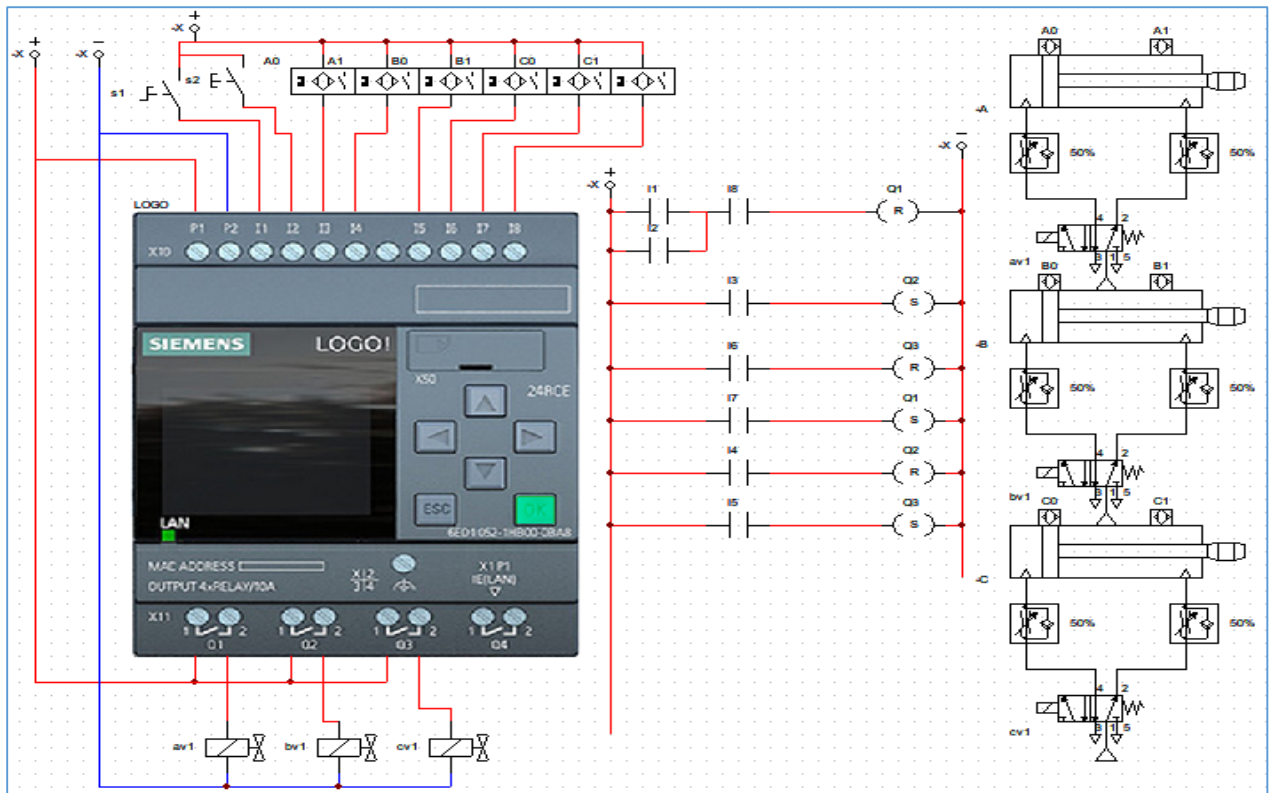 +
-X
−
-X
+
-X
s1
s2
A0 A1 B0 B1 C0 C1
LOGO
P1 P2 I1 I2 I3 I4 I5 I6 I7 I8
X10
SIEMENS LOGO!
X50
24RCE
ESC OK
LAN
6ED1 052-1HB00-0BA8
MAC ADDRESS
OUTPUT 4xRELAY/10A
X12
3|4
X1P1
IE(LAN)
X11
1 2 1 2 1 2 1 2
Q1 Q2 Q3 Q4
av1 bv1 cv1
+
-X
−
-X
I1 I8 Q1
R
I2
I3 Q2
S
I6 Q3
R
I7 Q1
S
I4 Q2
R
I5 Q3
S
A0 A1
-A
50% 50%
4 2
av1 3 1 5
B0 B1
-B
50% 50%
4 2
bv1 3 1 5
C0 C1
-C
50% 50%
4 2
cv1 3 1 5